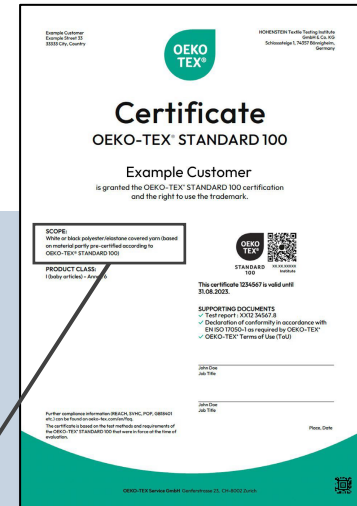 Example Customer
Example Street 33
33333 City, Country
HOHENSTEIN Textile Testing Institute
GmbH & Co. KG
Schlosssteige 1, 74357 Bönnigheim,
Germany
OEKO
TEX®
Certificate
OEKO-TEX® STANDARD 100
Example Customer
is granted the OEKO-TEX® STANDARD 100 certification
and the right to use the trademark.
SCOPE:
White or black polyester/elastane covered yarn (based
on material partly pre-certified according to
OEKO-TEX® STANDARD 100)
PRODUCT CLASS:
I (baby articles) - Ann 6
OEKO
TEX®
STANDARD
100
XX.XX.XXXXX
Institute
This certificate 1234567 is valid until
31.08.2023.
SUPPORTING DOCUMENTS
✓ Test report : XX12 34567.8
✓ Declaration of conformity in accordance with
EN ISO 17050-1 as required by OEKO-TEX®
✓ OEKO-TEX® Terms of Use (ToU)
John Doe
Job Title
John Doe
Job Title
Place, Date
Further compliance information (REACH, SVHC, POP, GB18401
etc.) can be found on oeko-tex.com/en/faq.
The certificate is based on the test methods and requirements of
the OEKO-TEX® STANDARD 100 that were in force at the time of
evaluation.
OEKO-TEX Service GmbH Genferstrasse 23, CH-8002 Zurich